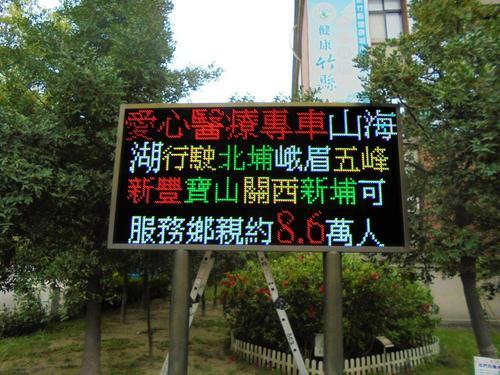 健康竹縣
愛心醫療專車山海
湖行駛北埔峨眉五峰
新豐寶山關西新埔可
服務鄉親約8.6萬人